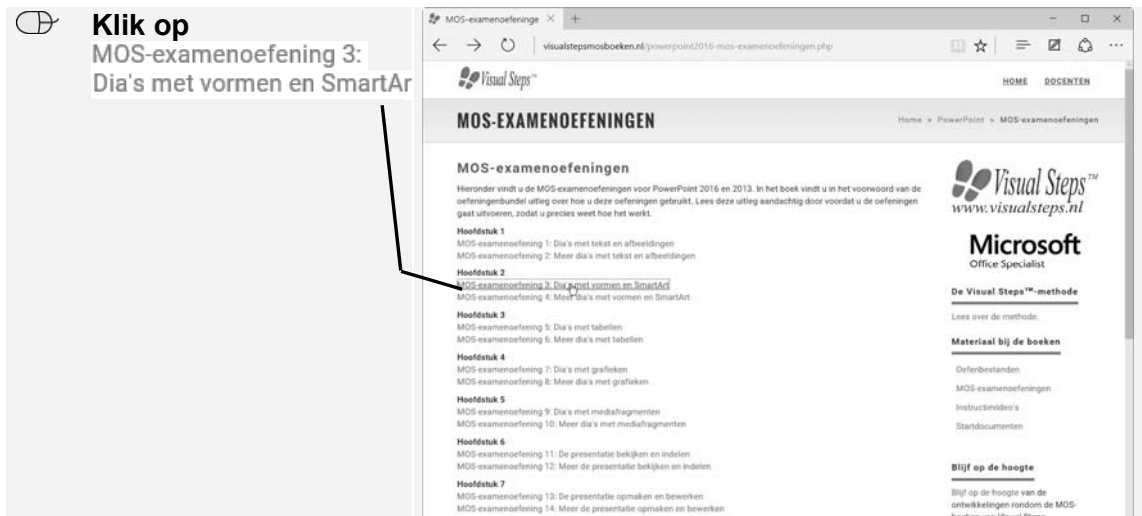 Klik op
MOS-examenoefening 3:
Dia's met vormen en SmartAr
MOS-examenoefeninge
visualstepsmosboeken.nl/powerpoint2016-mos-examenoefeningen.php
Visual Steps™
HOME DOCENTEN
MOS-EXAMENOEFENINGEN
Home » PowerPoint » MOS-examenoefeningen
MOS-examenoefeningen
Hieronder vindt u de MOS-examenoefeningen voor PowerPoint 2016 en 2013. In het boek vindt u in het voorwoord van de
oefeningenbundel uitleg over hoe u deze oefeningen gebruikt. Lees deze uitleg aandachtig door voordat u de oefeningen
gaat uitvoeren, zodat u precies weet hoe het werkt.
Hoofdstuk 1
MOS-examenoefening 1: Dia's met tekst en afbeeldingen
MOS-examenoefening 2: Meer dia's met tekst en afbeeldingen
Hoofdstuk 2
MOS-examenoefening 3: Dia's met vormen en SmartArt
MOS-examenoefening 4: Meer dia's met vormen en SmartArt
Hoofdstuk 3
MOS-examenoefening 5: Dia's met tabellen
MOS-examenoefening 6: Meer dia's met tabellen
Hoofdstuk 4
MOS-examenoefening 7: Dia's met grafieken
MOS-examenoefening 8: Meer dia's met grafieken
Hoofdstuk 5
MOS-examenoefening 9: Dia's met mediafragmenten
MOS-examenoefening 10: Meer dia's met mediafragmenten
Hoofdstuk 6
MOS-examenoefening 11: De presentatie bekijken en indelen
MOS-examenoefening 12: Meer de presentatie bekijken en indelen
Hoofdstuk 7
MOS-examenoefening 13: De presentatie opmaken en bewerken
MOS-examenoefening 14: Meer de presentatie opmaken en bewerken
Visual Steps™
www.visualsteps.nl
Microsoft
Office Specialist
De Visual Steps™-methode
Lees over de methode.
Materiaal bij de boeken
Oefenbestanden
MOS-examenoefeningen
Instructievideo's
Startdocumenten
Blijf op de hoogte
Blijf op de hoogte van de
ontwikkelingen rondom de MOS-
boeken van Visual Steps